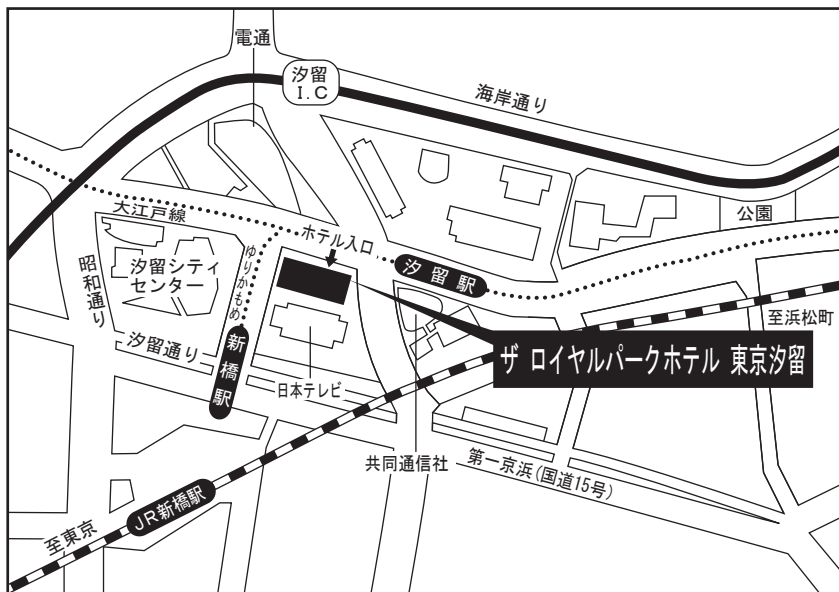 電通
汐留
I.C
海岸通り
公園
大江戸線
ホテル入口
汐留駅
昭和通り
汐留シティ
センター
ゆりかもめ
至浜松町
汐留通り
新橋駅
ザ ロイヤルパークホテル 東京汐留
日本テレビ
共同通信社
第一京浜(国道15号)
JR新橋駅
至東京